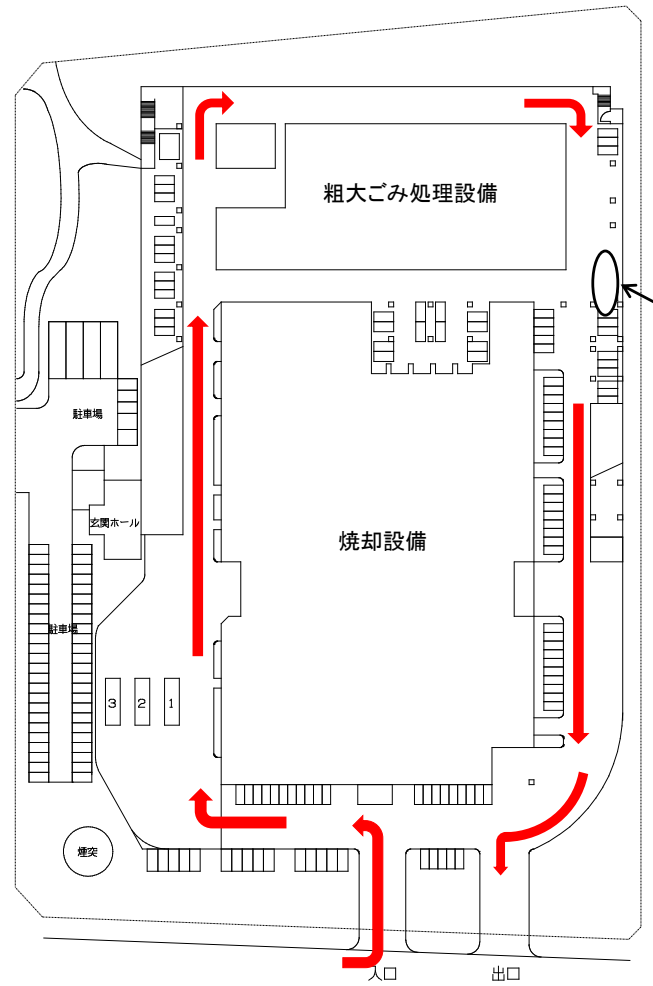 粗大ごみ処理設備
駐車場
玄関ホール
焼却設備
駐車場
3 2 1
煙突
入口 出口